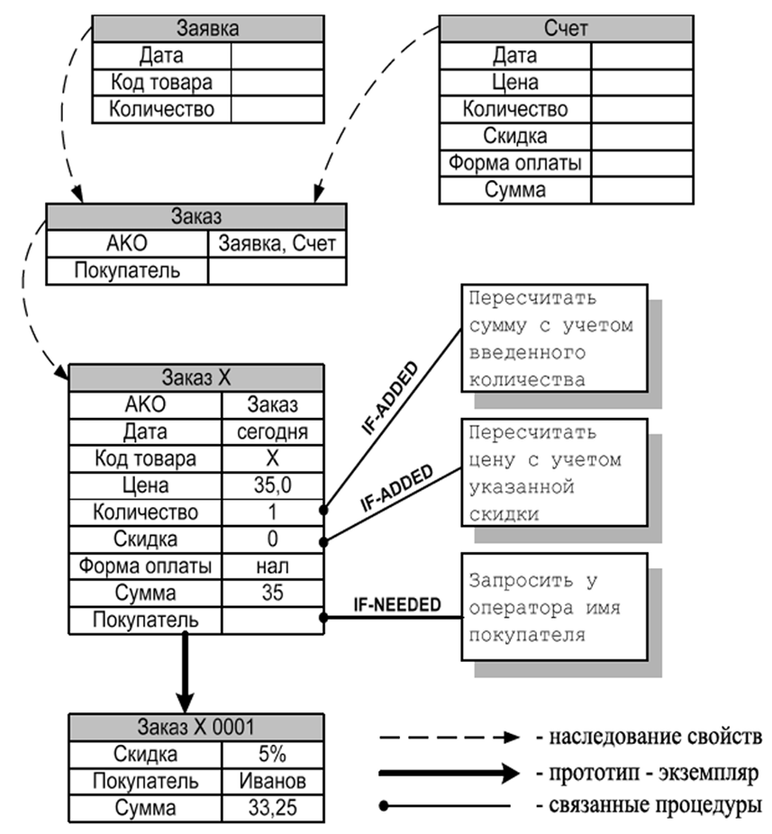 Заявка
Дата
Код товара
Количество
Счет
Дата
Цена
Количество
Скидка
Форма оплаты
Сумма
Заказ
АКО Заявка, Счет
Покупатель
Заказ X
АКО Заказ
Дата сегодня
Код товара X
Цена 35,0
Количество 1
Скидка 0
Форма оплаты нал
Сумма 35
Покупатель
IF-ADDED
Пересчитать
сумму с учетом
введенного
количества
IF-ADDED
Пересчитать
цену с учетом
указанной
скидки
IF-NEEDED
Запросить у
оператора имя
покупателя
Заказ X 0001
Скидка 5%
Покупатель Иванов
Сумма 33,25
- наследование свойств
- прототип - экземпляр
- связанные процедуры